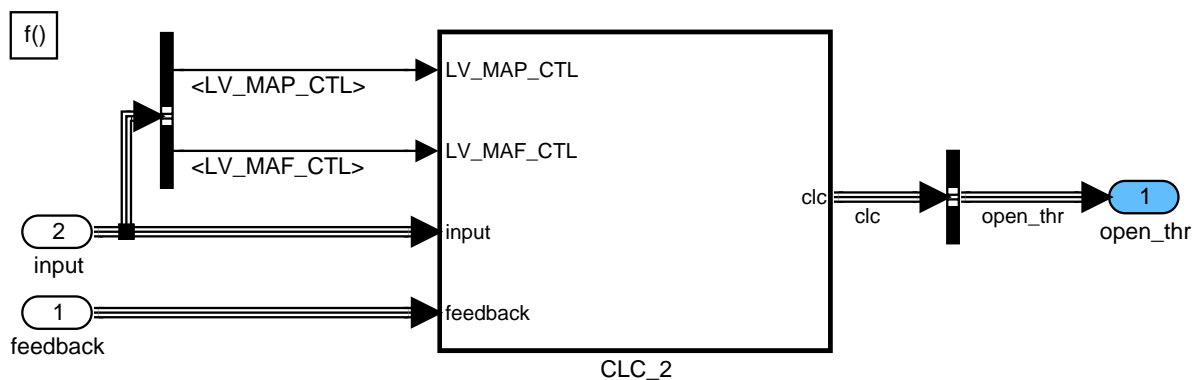 f()
LV_MAP_CTL
<LV_MAP_CTL>
LV_MAF_CTL
<LV_MAF_CTL>
clc
clc
open_thr
1
open_thr
2
input
input
1
feedback
feedback
CLC_2